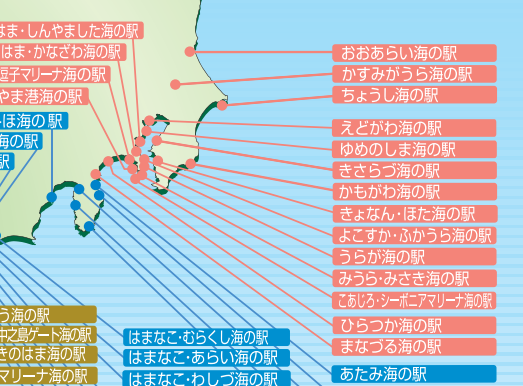 はま・しんやました海の駅
はま・かなざわ海の駅
逗子マリーナ海の駅
やま港海の駅
ほ海の駅
海の駅
駅
おおあらい海の駅
かすみがうら海の駅
ちょうし海の駅
えどがわ海の駅
ゆめのしま海の駅
きさらづ海の駅
かもがわ海の駅
きょなん・ほた海の駅
よこすか・ふかうら海の駅
うらが海の駅
みうら・みさき海の駅
こあじろ・シーボニアマリーナ海の駅
ひらつか海の駅
まなづる海の駅
あたみ海の駅
う海の駅
中之島ゲート海の駅
きのはま海の駅
マリーナ海の駅
はまなこ・むらくし海の駅
はまなこ・あらい海の駅
はまなこ・わしづ海の駅